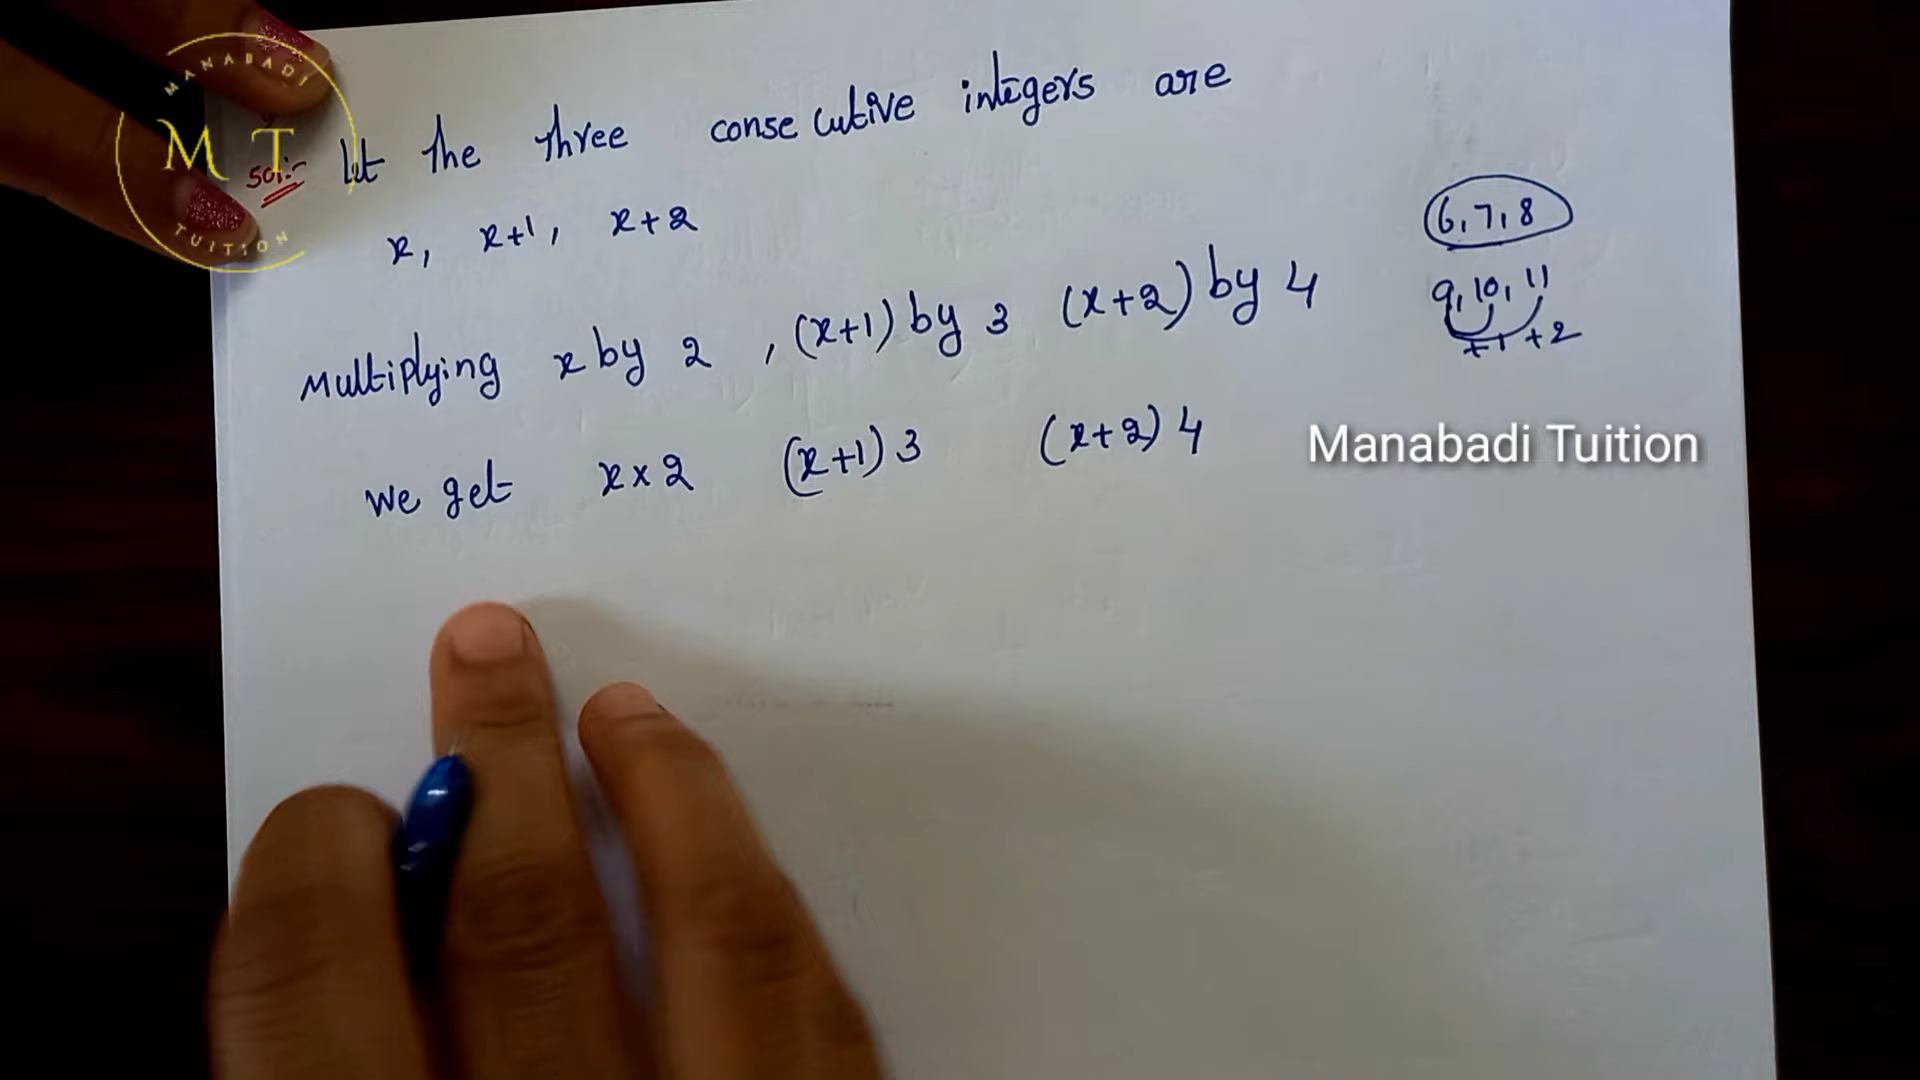 MANABADI
M T
TUITION
Sol:- let the three consecutive integers are
x, x+1, x+2
6, 7, 8
Multiplying x by 2 , (x+1) by 3 (x+2) by 4
9, 10, 11
+1 +2
we get x×2 (x+1) 3 (x+2) 4
Manabadi Tuition